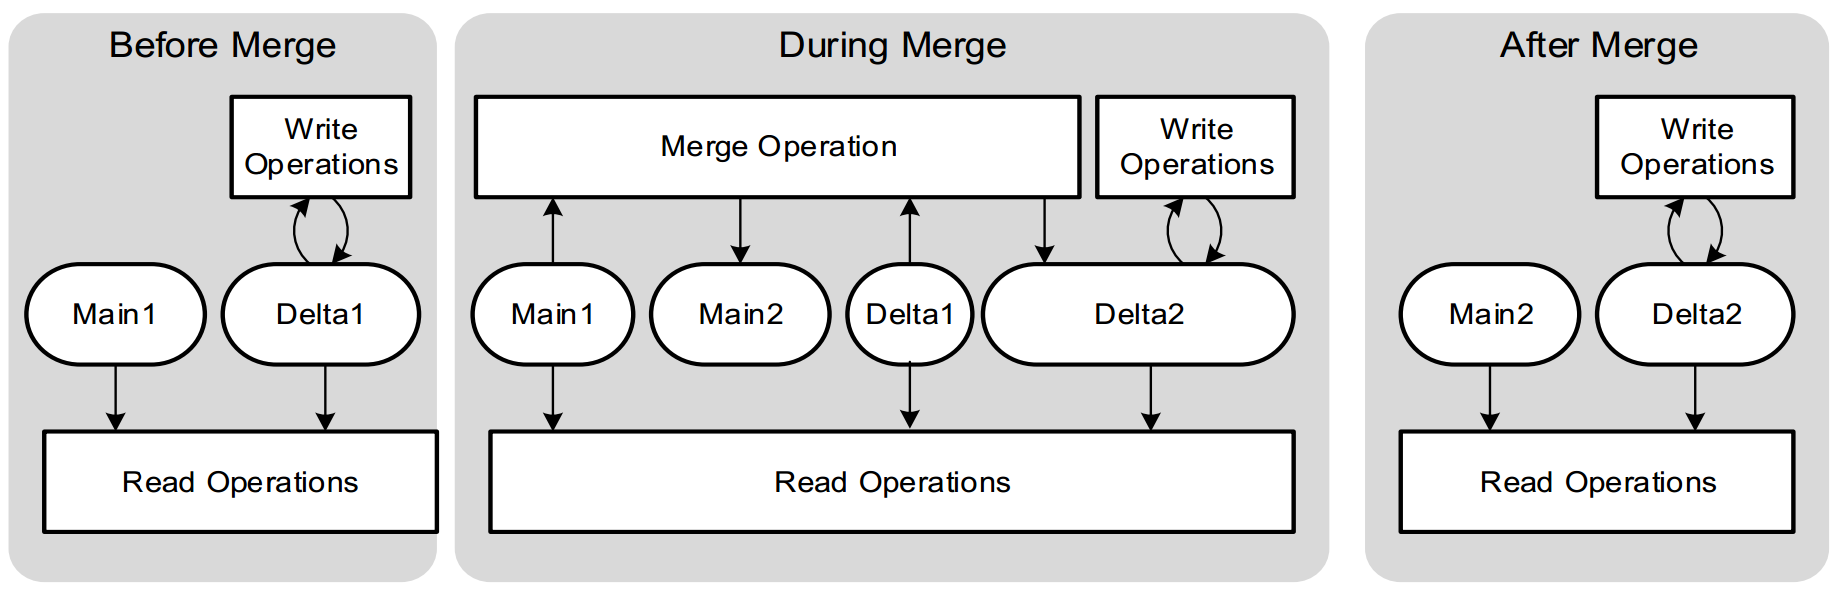 Before Merge
Write
Operations
Main1
Delta1
Read Operations
During Merge
Merge Operation
Write
Operations
Main1
Main2
Delta1
Delta2
Read Operations
After Merge
Write
Operations
Main2
Delta2
Read Operations